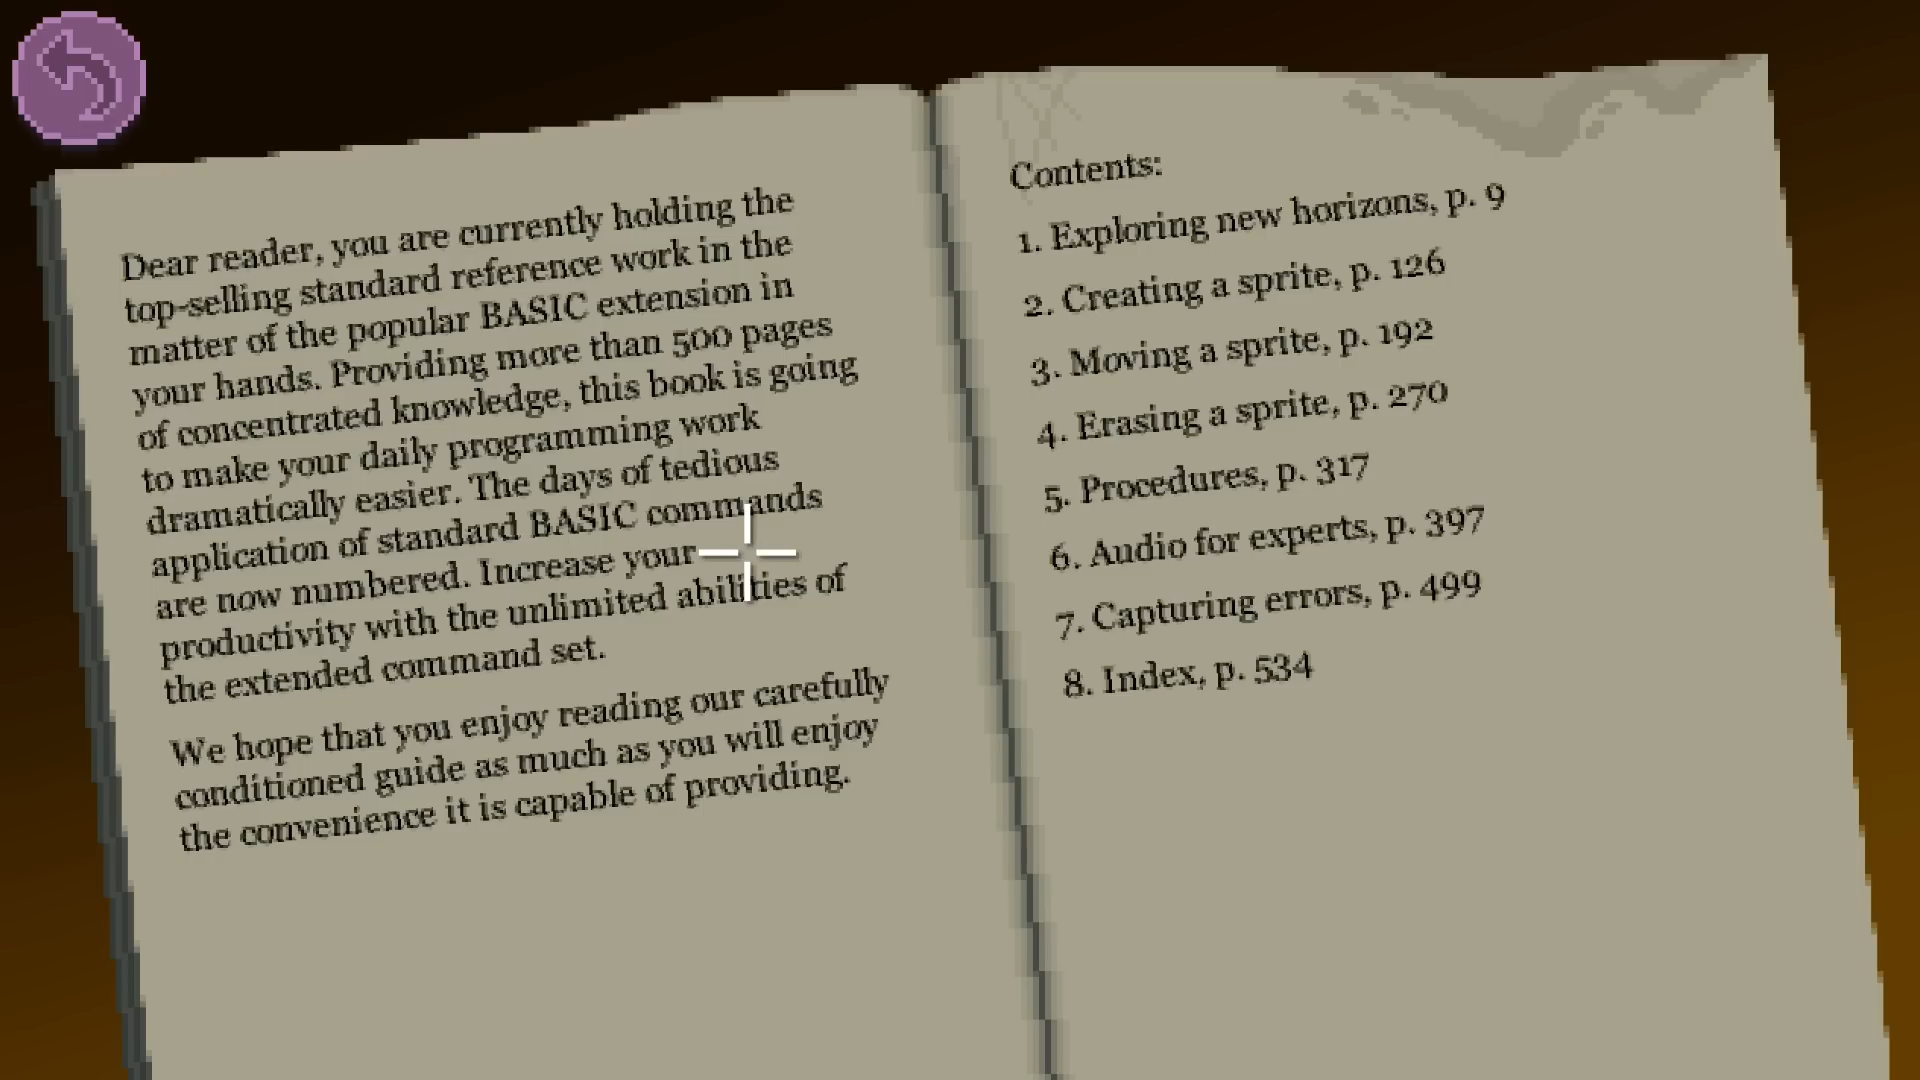 Dear reader, you are currently holding the
top-selling standard reference work in the
matter of the popular BASIC extension in
your hands. Providing more than 500 pages
of concentrated knowledge, this book is going
to make your daily programming work
dramatically easier. The days of tedious
application of standard BASIC commands
are now numbered. Increase your
productivity with the unlimited abilities of
the extended command set.
We hope that you enjoy reading our carefully
conditioned guide as much as you will enjoy
the convenience it is capable of providing.
Contents:
1. Exploring new horizons, p. 9
2. Creating a sprite, p. 126
3. Moving a sprite, p. 192
4. Erasing a sprite, p. 270
5. Procedures, p. 317
6. Audio for experts, p. 397
7. Capturing errors, p. 499
8. Index, p. 534